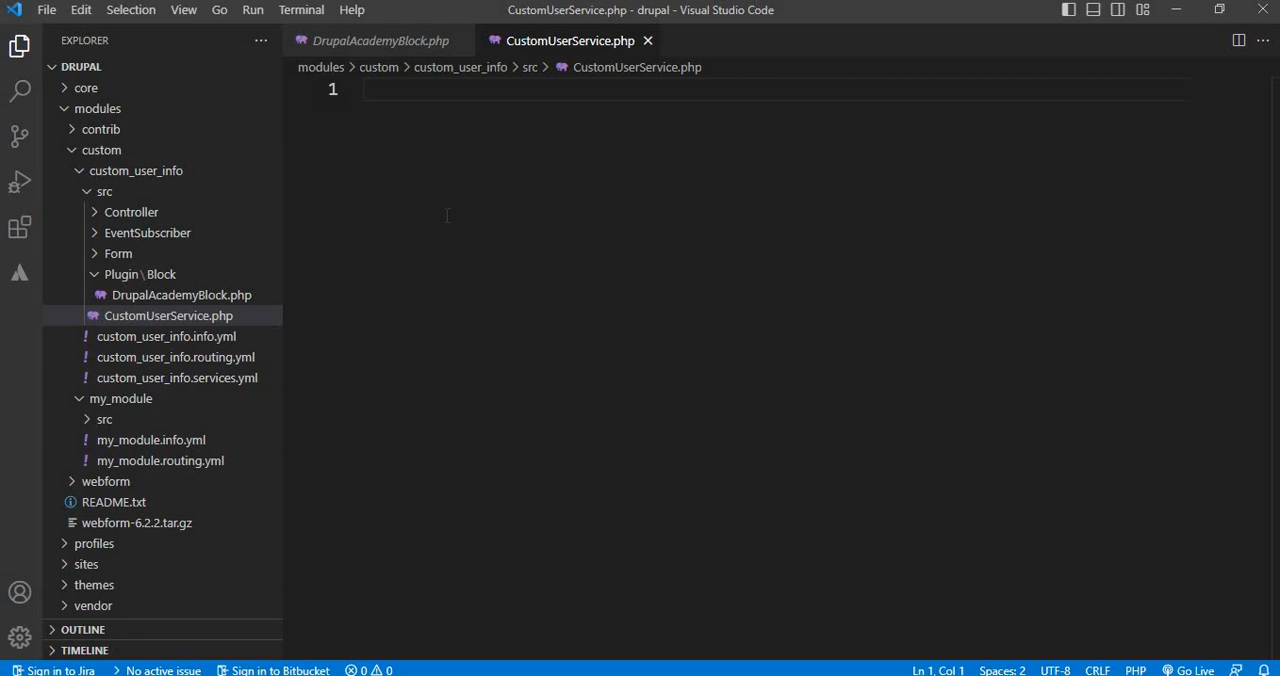 File Edit Selection View Go Run Terminal Help CustomUserService.php - drupal - Visual Studio Code
EXPLORER
DrupalAcademyBlock.php CustomUserService.php
modules > custom > custom_user_info > src > CustomUserService.php
1
DRUPAL
core
modules
contrib
custom
custom_user_info
src
Controller
EventSubscriber
Form
Plugin\Block
DrupalAcademyBlock.php
CustomUserService.php
! custom_user_info.info.yml
! custom_user_info.routing.yml
! custom_user_info.services.yml
my_module
src
! my_module.info.yml
! my_module.routing.yml
webform
README.txt
webform-6.2.2.tar.gz
profiles
sites
themes
vendor
OUTLINE
TIMELINE
Sign in to Jira No active issue Sign in to Bitbucket 0 0 Ln 1, Col 1 Spaces: 2 UTF-8 CRLF PHP Go Live